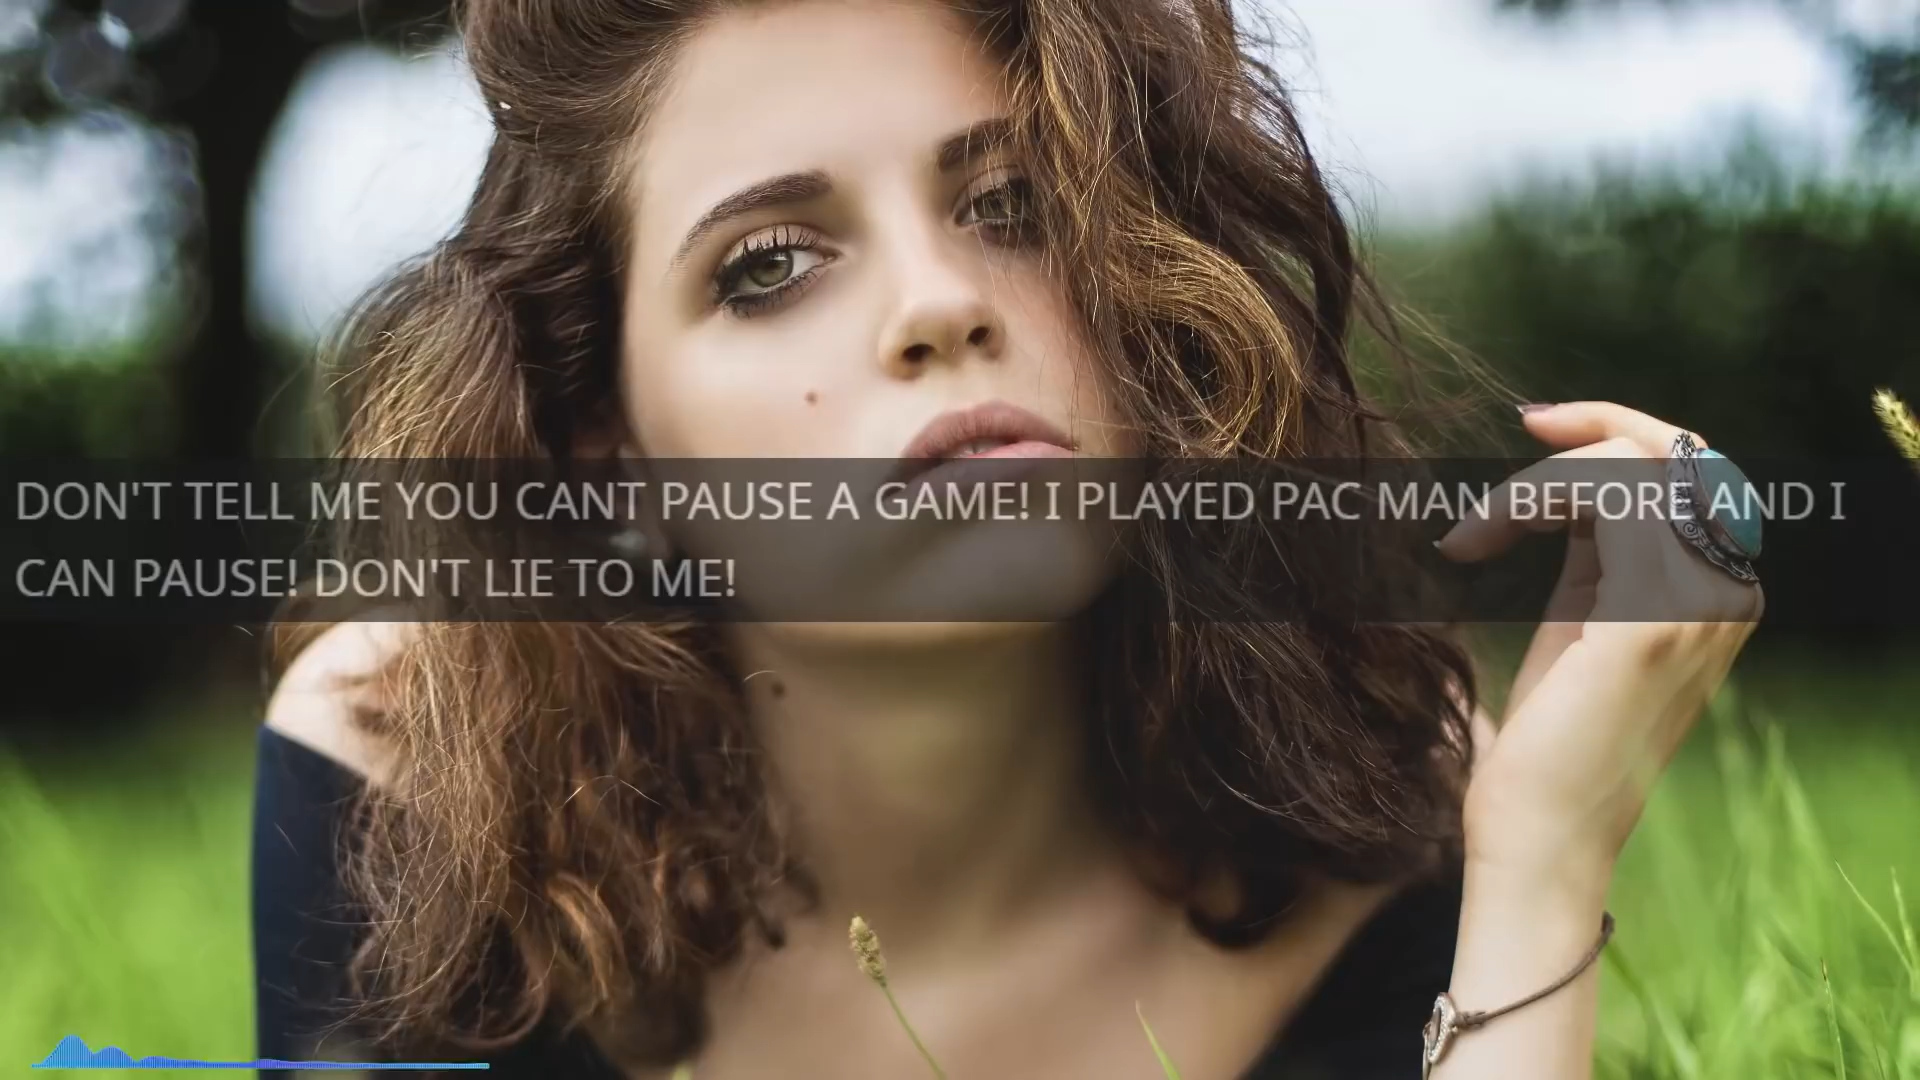 DON'T TELL ME YOU CANT PAUSE A GAME! I PLAYED PAC MAN BEFORE AND I
CAN PAUSE! DON'T LIE TO ME!